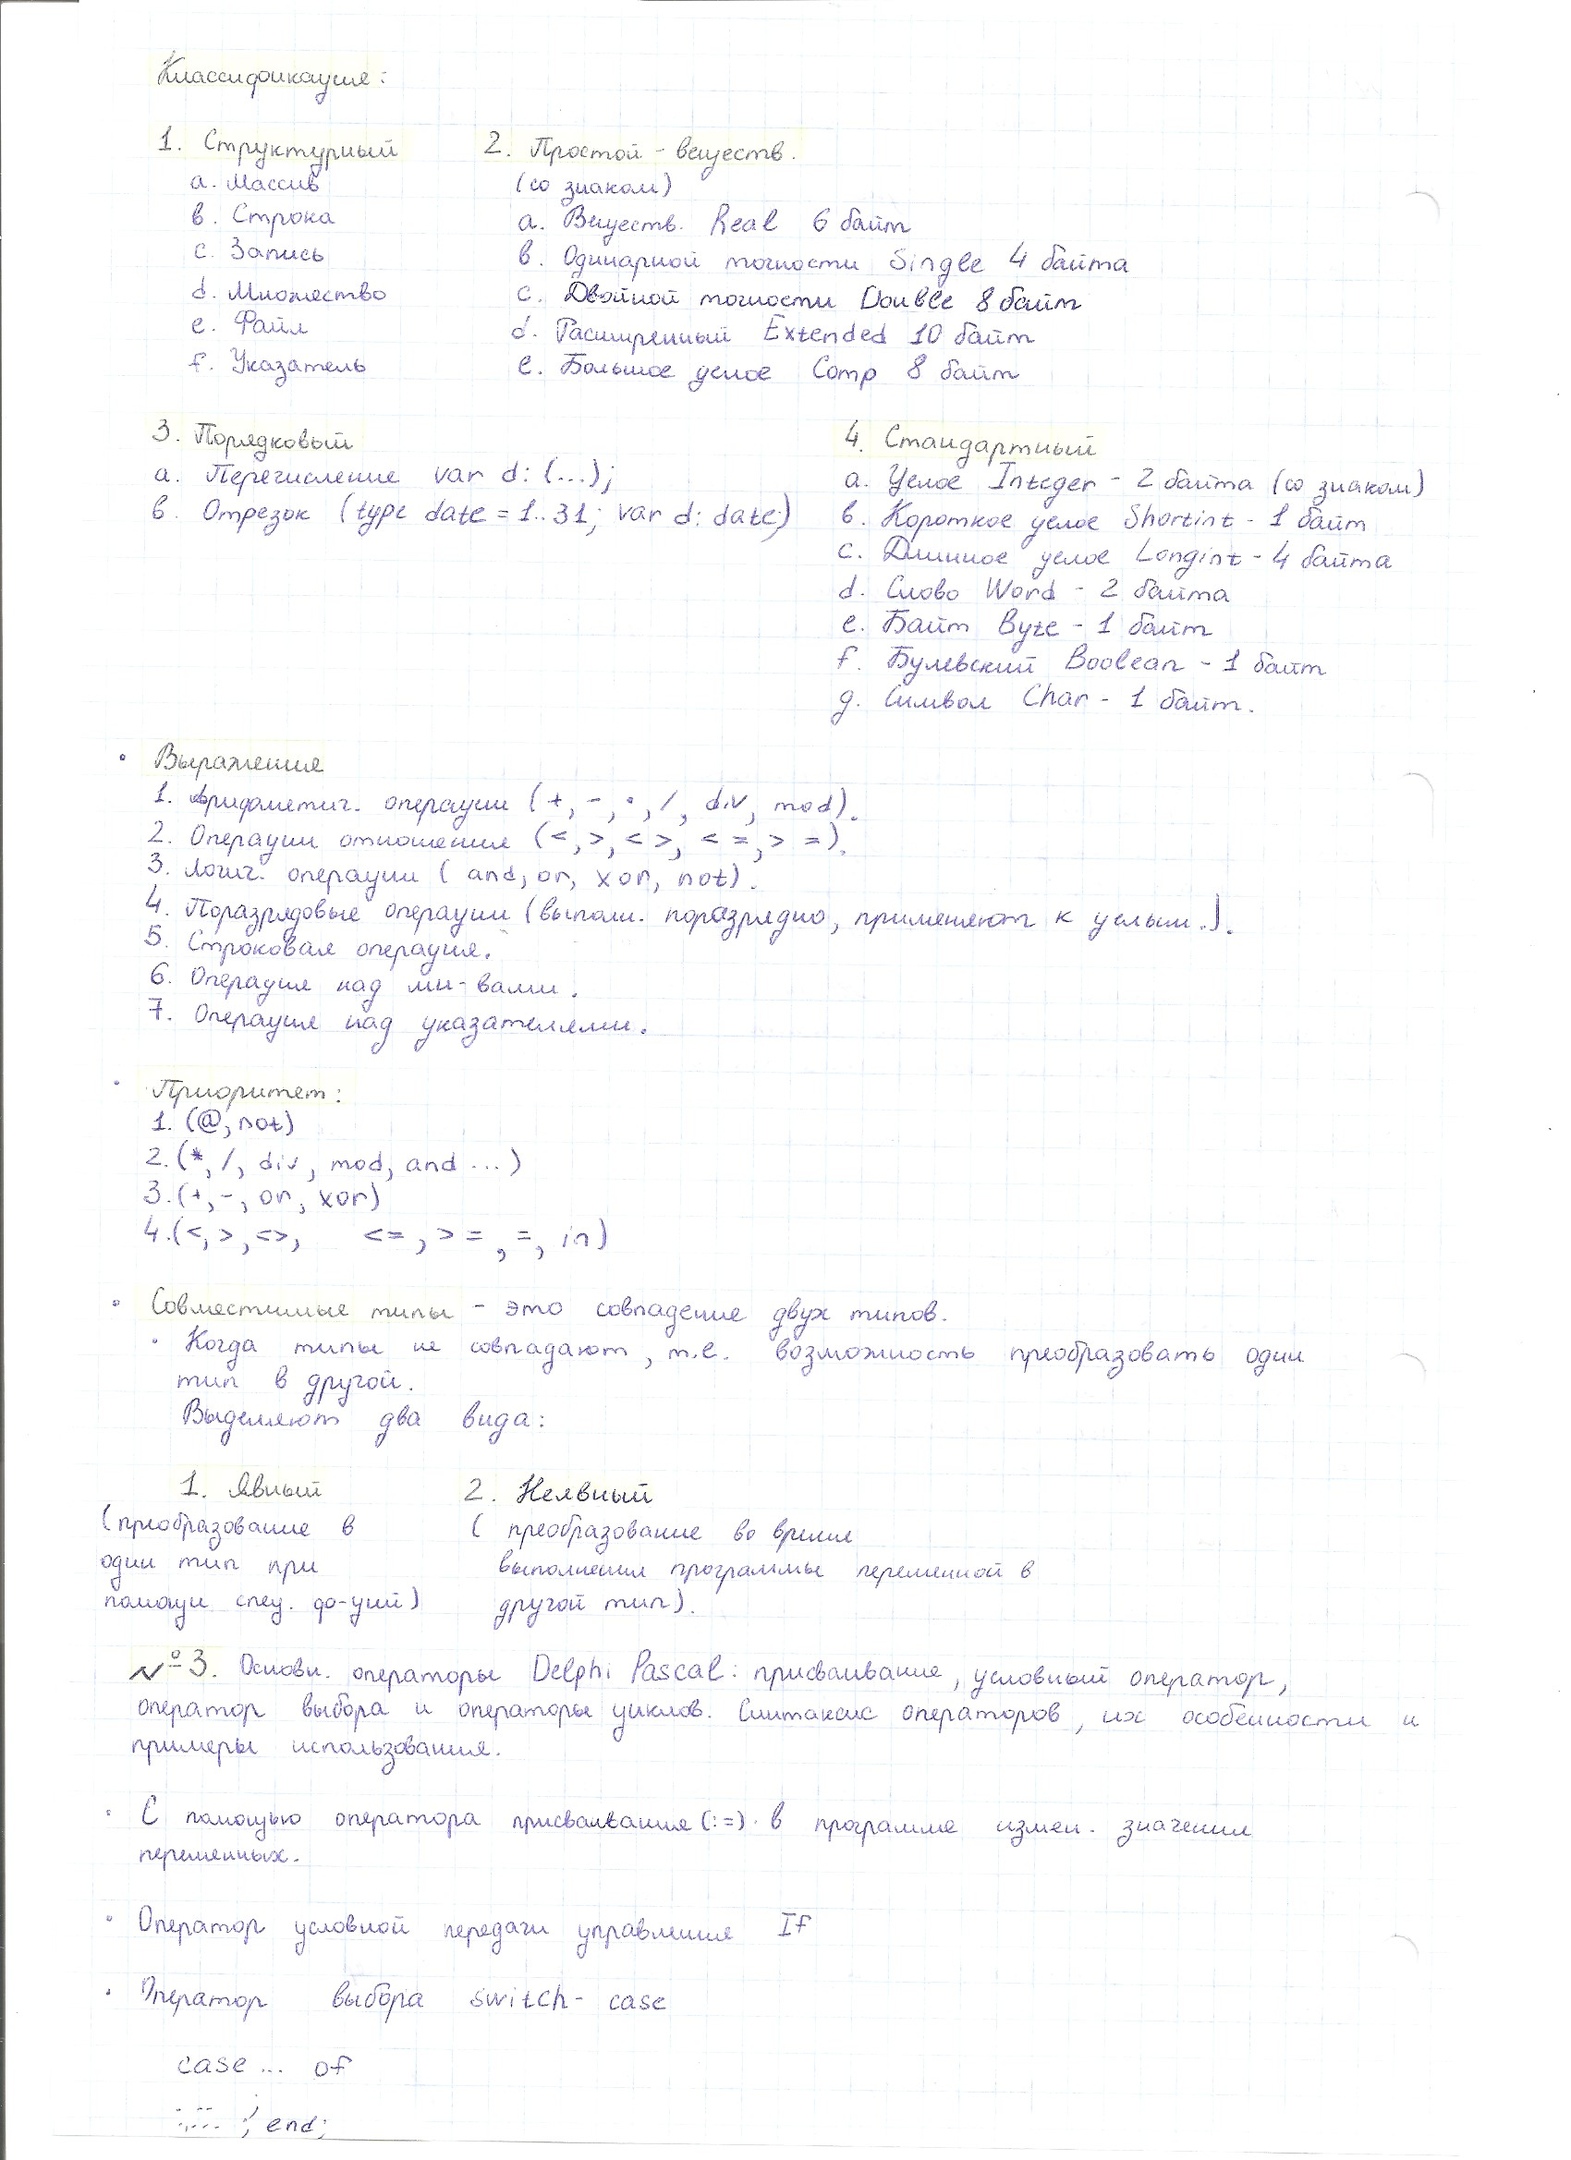 Классификация:
1. Структурный
a. Массив
в. Строка
c. Запись
d. Множество
e. Файл
f. Указатель
2. Простой - веществ.
(со знаком)
a. Веществ. Real 6 байт
в. Одинарной точности Single 4 байта
c. Двойной точности Double 8 байт
d. Расширенный Extended 10 байт
e. Большое целое Comp 8 байт
3. Порядковый
a. Перечисление var d: (...);
в. Отрезок (type date = 1..31; var d: date;)
4. Стандартный
a. Целое Integer - 2 байта (со знаком)
в. Короткое целое Shortint - 1 байт
c. Длинное целое Longint - 4 байта
d. Слово Word - 2 байта
e. Байт Byte - 1 байт
f. Булевский Boolean - 1 байт
g. Символ Char - 1 байт.
• Выражения
1. Арифметич. операции (+, -, •, /, div, mod).
2. Операции отношения (<, >, < >, < =, > =).
3. Логич. операции ( and, or, xor, not).
4. Поразрядовые операции (выполн. поразрядно, применяют к целым.).
5. Строковая операция.
6. Операция над мн-вами.
7. Операция над указателями.
• Приоритет:
1. (@, not)
2. (*, /, div, mod, and ...)
3. (+, -, or, xor)
4. (<, >, <>, <=, > =, =, in)
• Совместимые типы - это совпадение двух типов.
• Когда типы не совпадают, т.е. возможность преобразовать один
тип в другой.
Выделяют два вида:
1. Явный
(преобразование в
один тип при
помощи спец. ф-ций)
2. Неявный
( преобразование во время
выполнения программы переменной в
другой тип).
№3. Основн. операторы Delphi Pascal: присваивание, условный оператор,
оператор выбора и операторы циклов. Синтаксис операторов, их особенности и
примеры использования.
• С помощью оператора присваивания (:=) в программе измен. значения
переменных.
• Оператор условной передачи управления If
• Оператор выбора switch- case
case ... of
...... ; end;